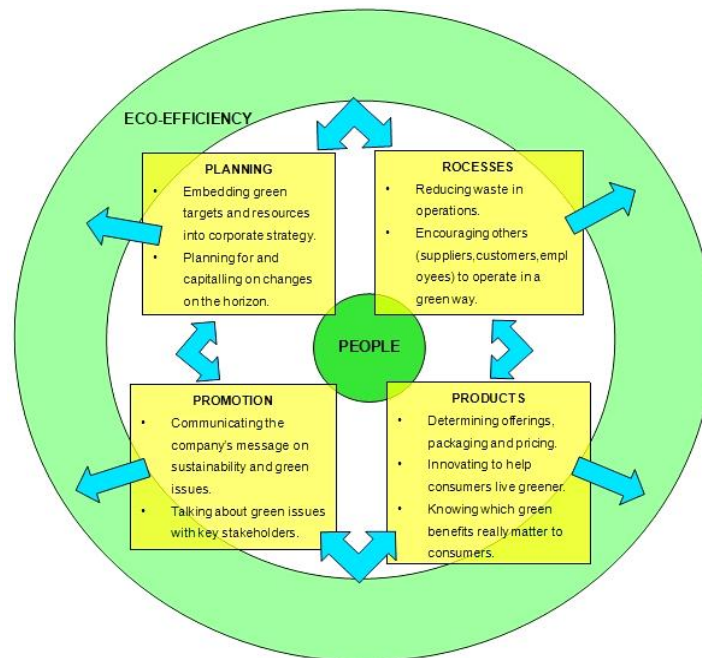 ECO-EFFICIENCY
PLANNING
• Embedding green
targets and resources
into corporate strategy.
• Planning for and
capitalling on changes
on the horizon.
ROCESSES
• Reducing waste in
operations.
• Encouraging others
(suppliers,customers,empl
oyees) to operate in a
green way.
PEOPLE
PROMOTION
• Communicating the
company's message on
sustainability and green
issues.
• Talking about green issues
with key stakeholders.
PRODUCTS
• Determining offerings,
packaging and pricing.
• Innovating to help
consumers live greener.
• Knowing which green
benefits really matter to
consumers.